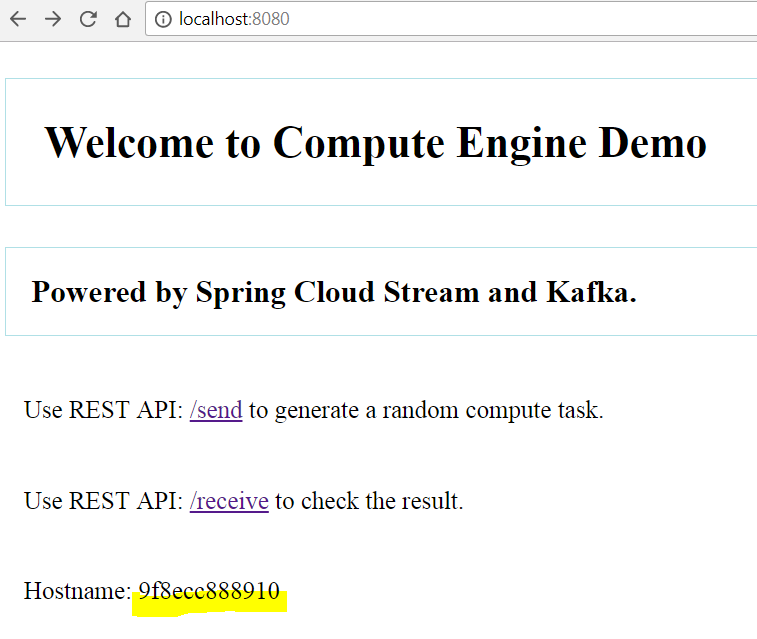 localhost:8080
Welcome to Compute Engine Demo
Powered by Spring Cloud Stream and Kafka.
Use REST API: /send to generate a random compute task.
Use REST API: /receive to check the result.
Hostname: 9f8ecc888910